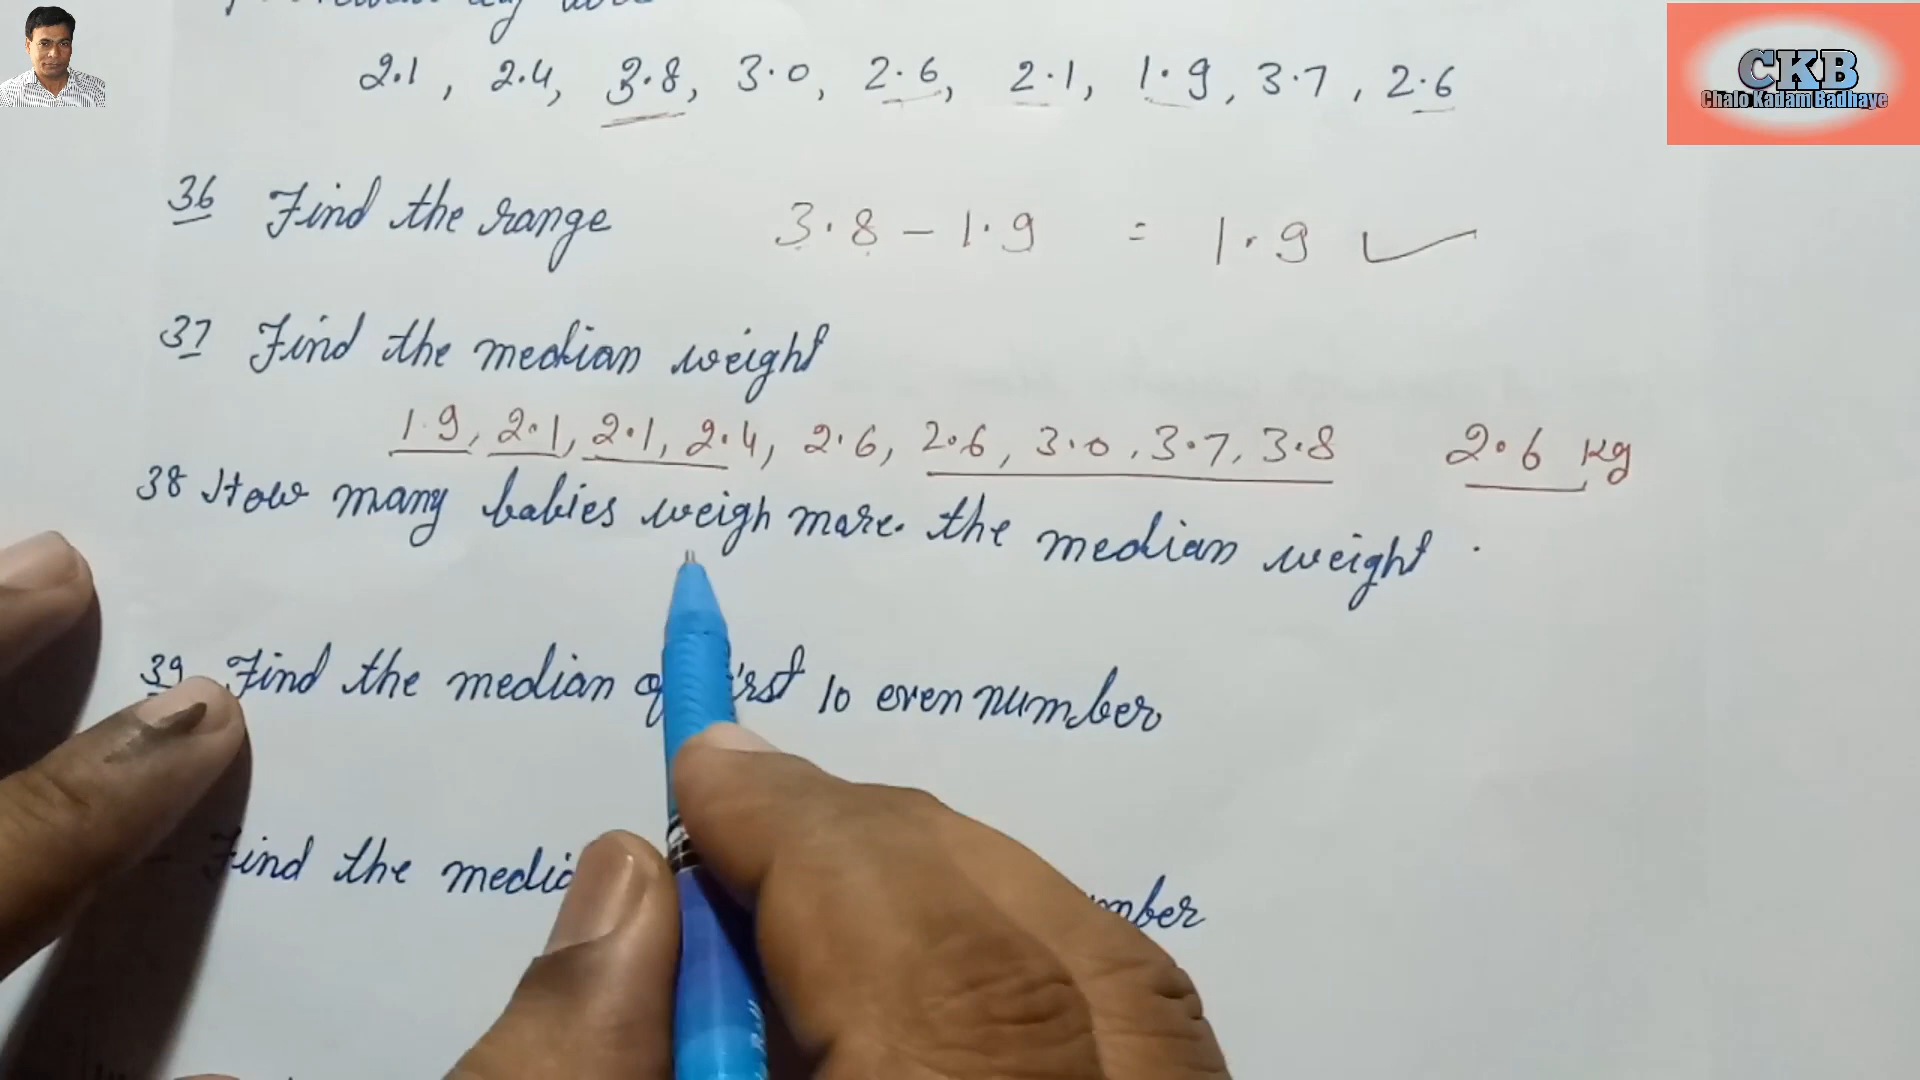 CKB
Chalo Kadam Badhaye
2.1, 2.4, 3.8, 3.0, 2.6, 2.1, 1.9, 3.7, 2.6
36 Find the range 3.8 - 1.9 = 1.9 ✓
37 Find the median weight
1.9, 2.1, 2.1, 2.4, 2.6, 2.6, 3.0, 3.7, 3.8 2.6 kg
38 How many babies weigh more. the median weight.
39 Find the median 10 even number
Find the